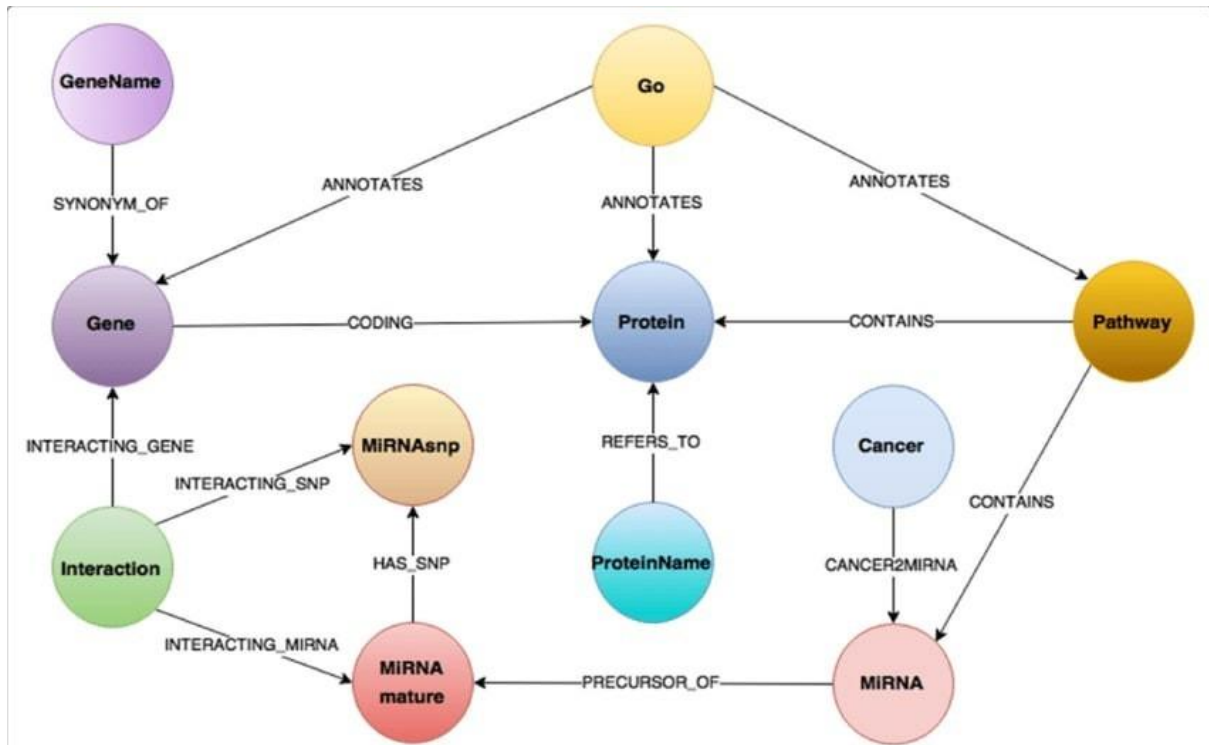 GeneName
Go
ANNOTATES
ANNOTATES
SYNONYM_OF
ANNOTATES
Gene
CODING
Protein
CONTAINS
Pathway
INTERACTING_GENE
MiRNAsnp
REFERS_TO
Cancer
INTERACTING_SNP
CONTAINS
Interaction
HAS_SNP
ProteinName
CANCER2MIRNA
INTERACTING_MIRNA
MiRNA
mature
PRECURSOR_OF
MiRNA